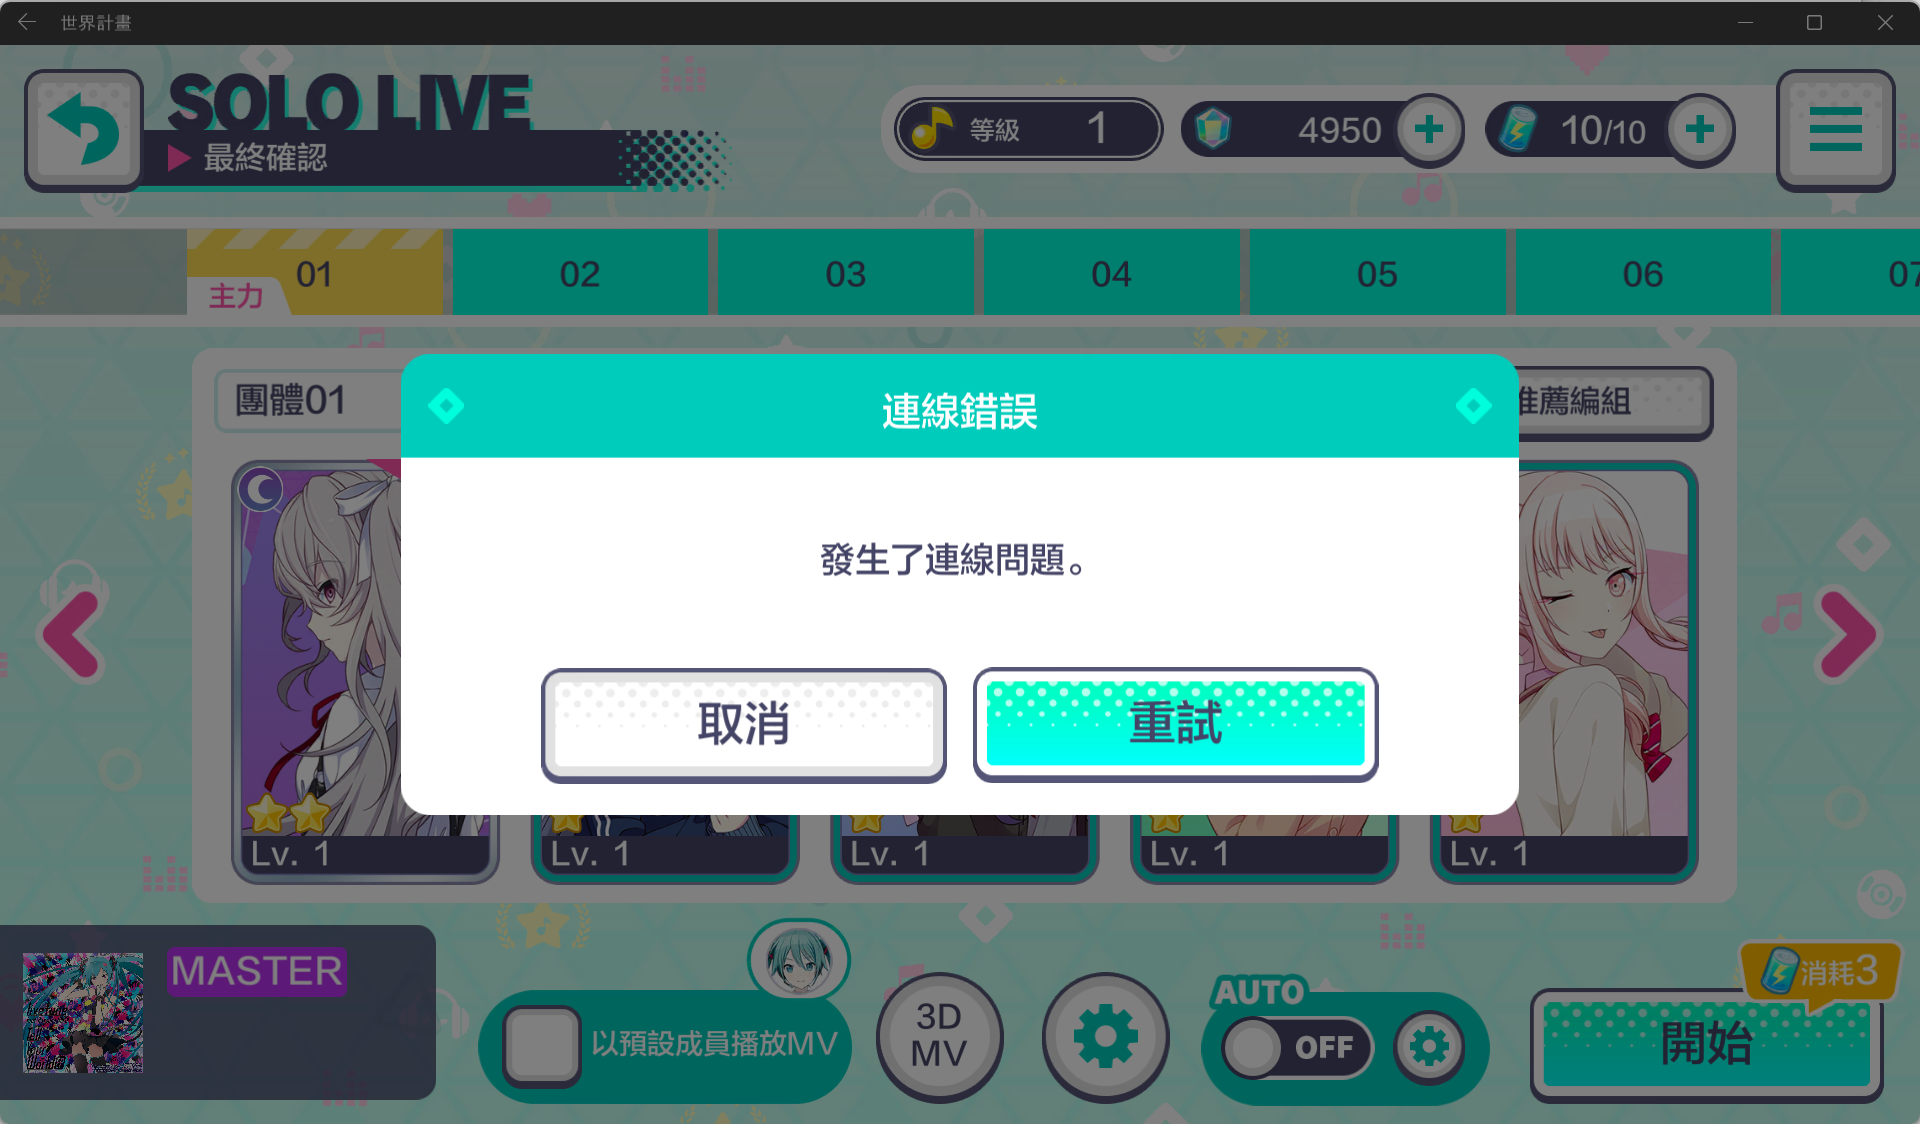 世界計畫
SOLO LIVE
最終確認
等級 1
4950
10/10
01
主力
02
03
04
05
06
07
團體01
推薦編組
連線錯誤
發生了連線問題。
取消
重試
Lv. 1
Lv. 1
Lv. 1
Lv. 1
Lv. 1
MASTER
以預設成員播放MV
3D
MV
AUTO
OFF
消耗3
開始